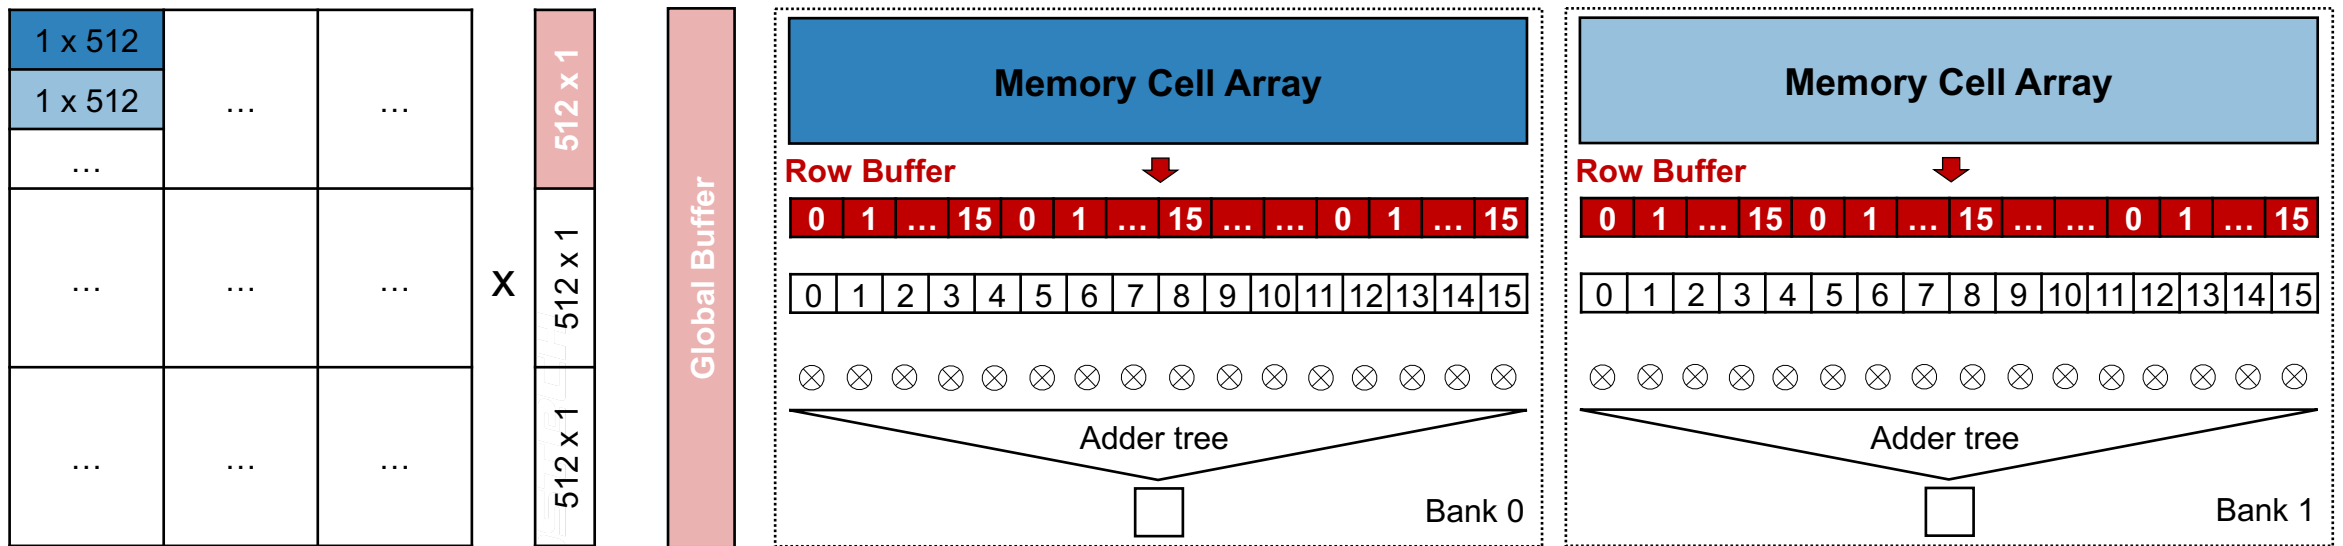 1 x 512
1 x 512
... ... ...
...
... ... ...
... ... ...
x
512 x 1
512 x 1
512 x 1
Global Buffer
Memory Cell Array
Row Buffer
0 1 ... 15 0 1 ... 15 ... ... 0 1 ... 15
0 1 2 3 4 5 6 7 8 9 10 11 12 13 14 15
Adder tree
Bank 0
Memory Cell Array
Row Buffer
0 1 ... 15 0 1 ... 15 ... ... 0 1 ... 15
0 1 2 3 4 5 6 7 8 9 10 11 12 13 14 15
Adder tree
Bank 1